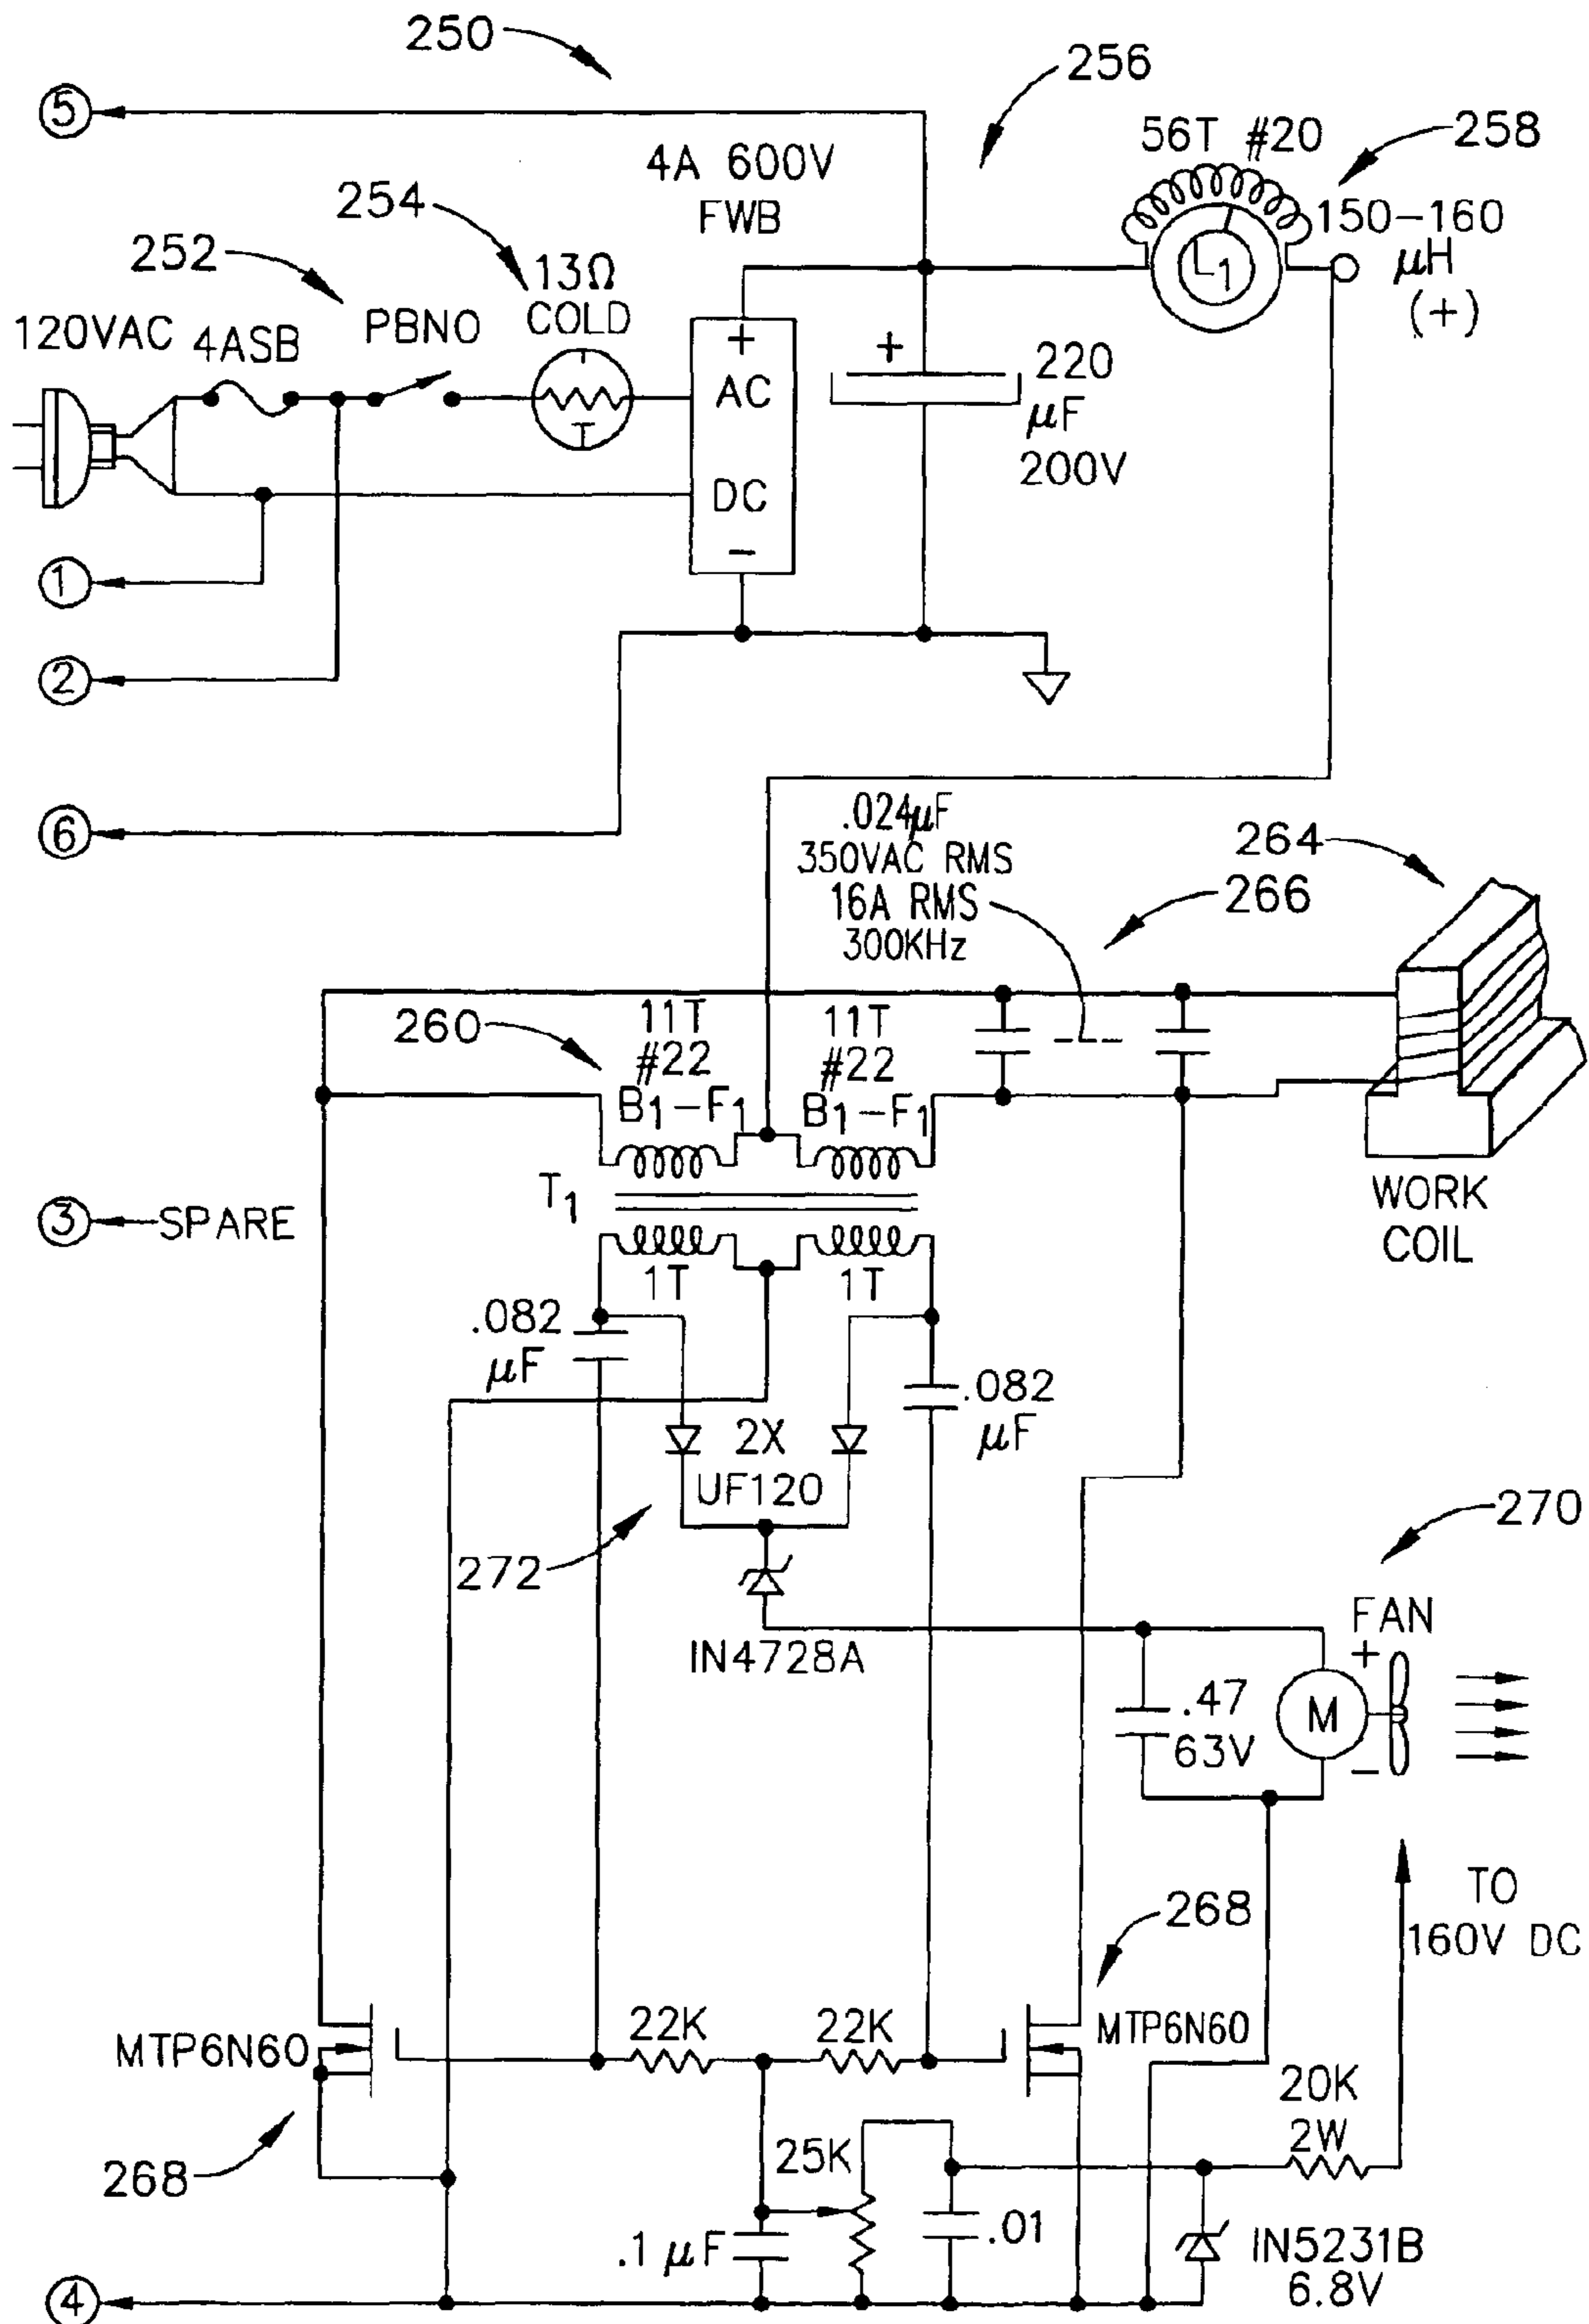 250
256
5
56T #20
258
4A 600V
FWB
254
150-160
μH
(+)
252
13Ω
COLD
L1
120VAC
4ASB
PBNO
+
+
AC
T
220
μF
200V
DC
-
1
2
6
.024μF
350VAC RMS
16A RMS
300KHz
264
266
260
11T
#22
B1-F1
11T
#22
B1-F1
T1
3
SPARE
WORK
COIL
1T
1T
.082
μF
.082
μF
2X
UF120
272
270
IN4728A
FAN
+
M
-
.47
63V
268
TO
160V DC
MTP6N60
22K
22K
MTP6N60
20K
2W
268
25K
.1 μF
.01
IN5231B
6.8V
4